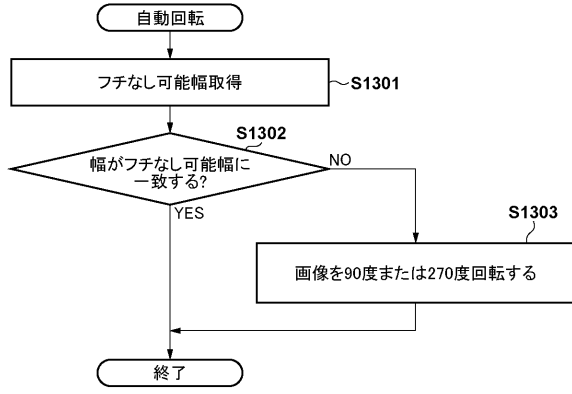 自動回転
フチなし可能幅取得
S1301
S1302
幅がフチなし可能幅に
一致する?
NO
YES
S1303
画像を90度または270度回転する
終了